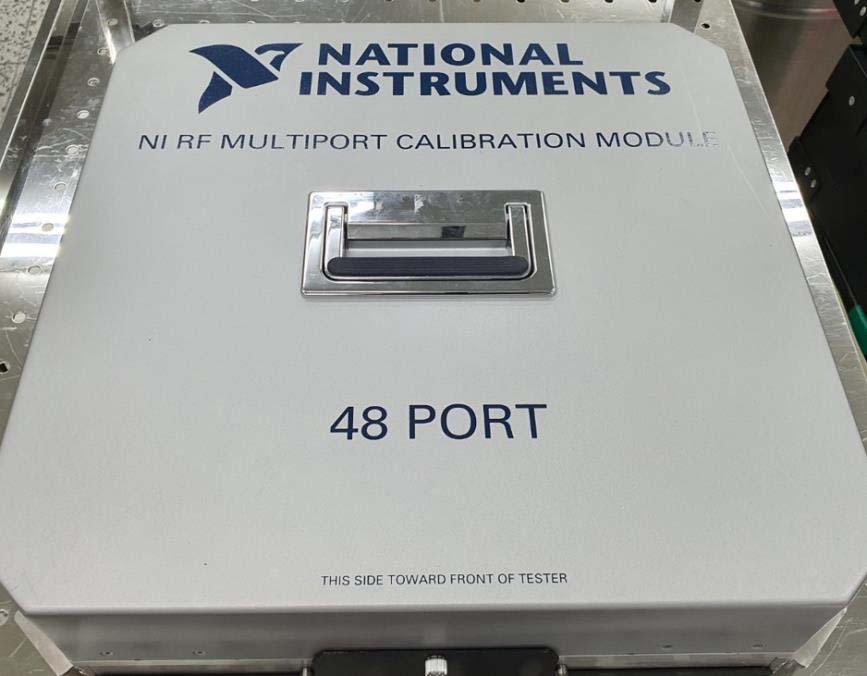 NATIONAL
INSTRUMENTS
NI RF MULTIPORT CALIBRATION MODULE
48 PORT
THIS SIDE TOWARD FRONT OF TESTER